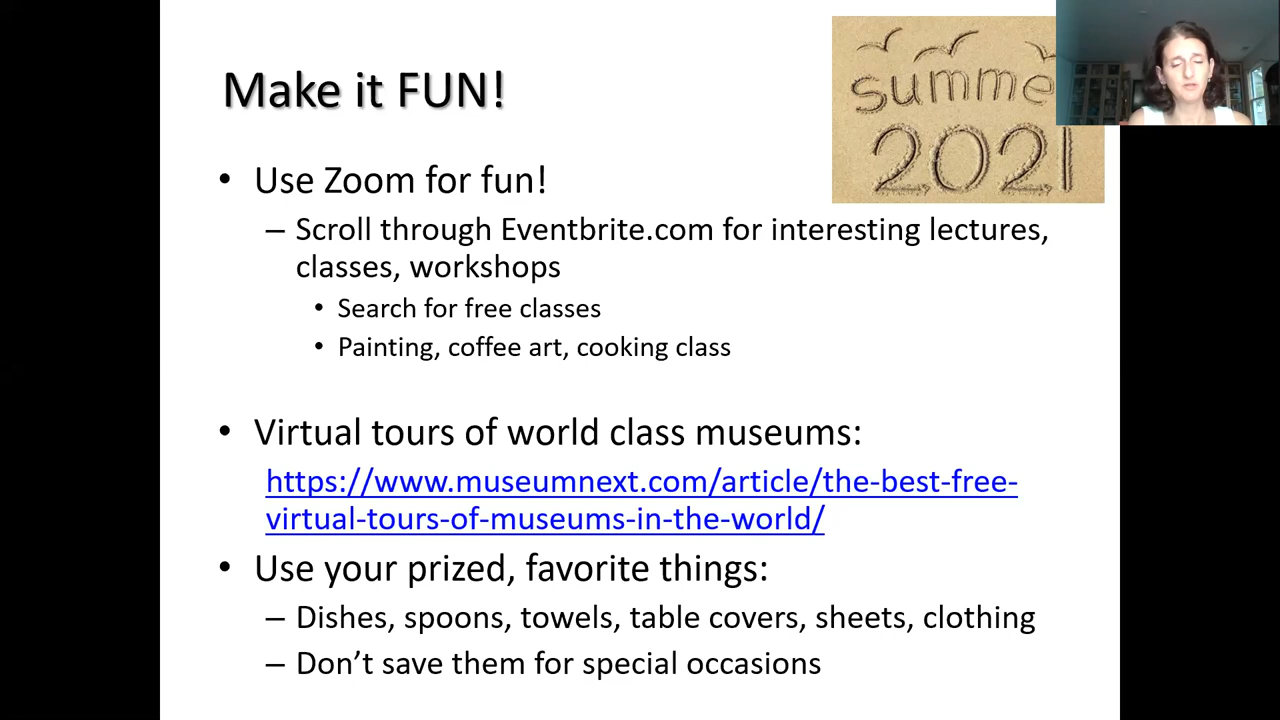 Make it FUN!
summe
2021
• Use Zoom for fun!
– Scroll through Eventbrite.com for interesting lectures,
classes, workshops
• Search for free classes
• Painting, coffee art, cooking class
• Virtual tours of world class museums:
https://www.museumnext.com/article/the-best-free-
virtual-tours-of-museums-in-the-world/
• Use your prized, favorite things:
– Dishes, spoons, towels, table covers, sheets, clothing
– Don’t save them for special occasions